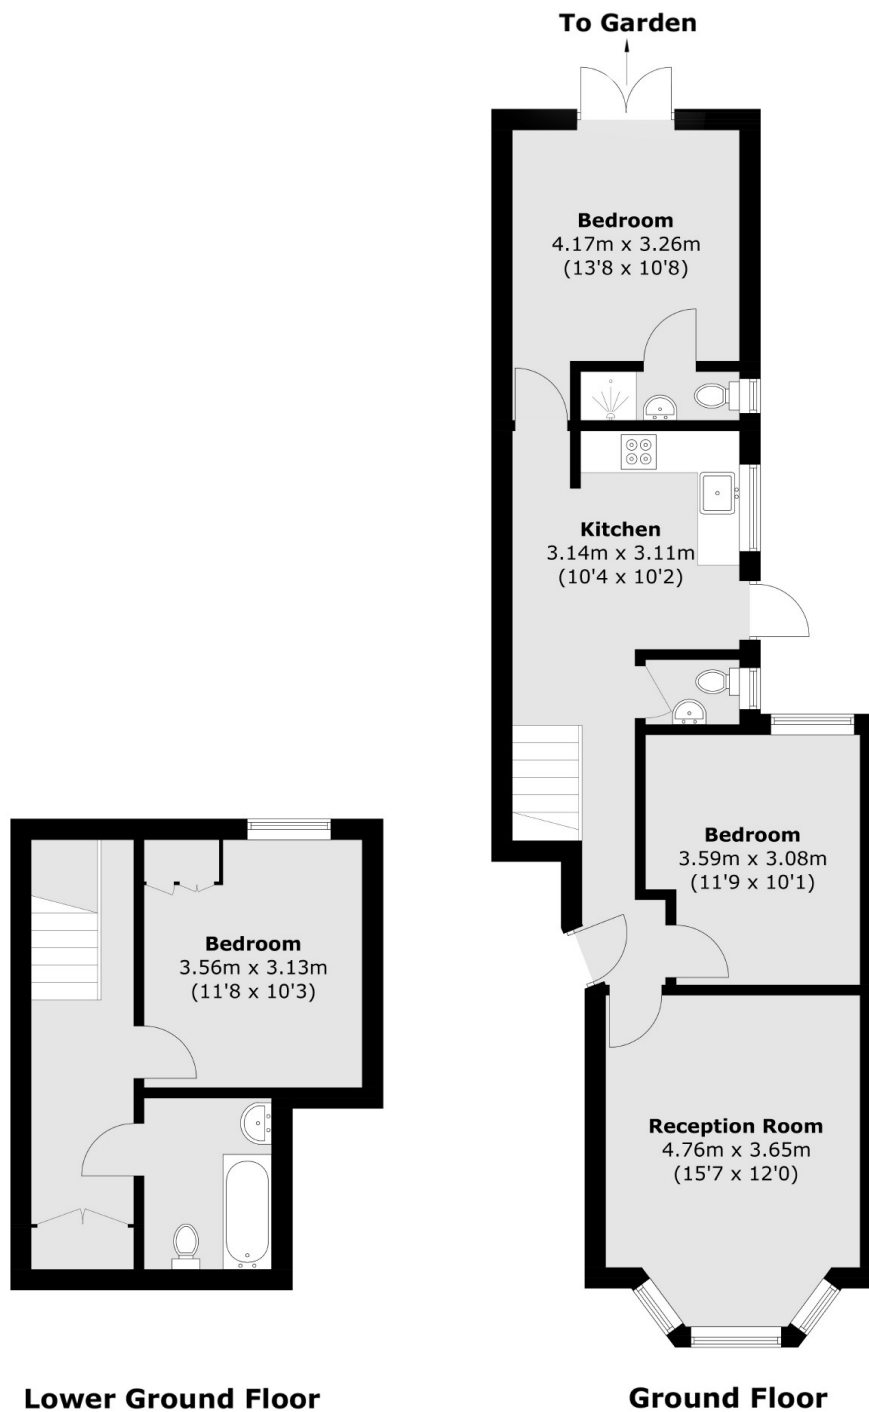 To Garden
Bedroom
4.17m x 3.26m
(13'8 x 10'8)
Kitchen
3.14m x 3.11m
(10'4 x 10'2)
Bedroom
3.59m x 3.08m
(11'9 x 10'1)
Reception Room
4.76m x 3.65m
(15'7 x 12'0)
Ground Floor
Bedroom
3.56m x 3.13m
(11'8 x 10'3)
Lower Ground Floor